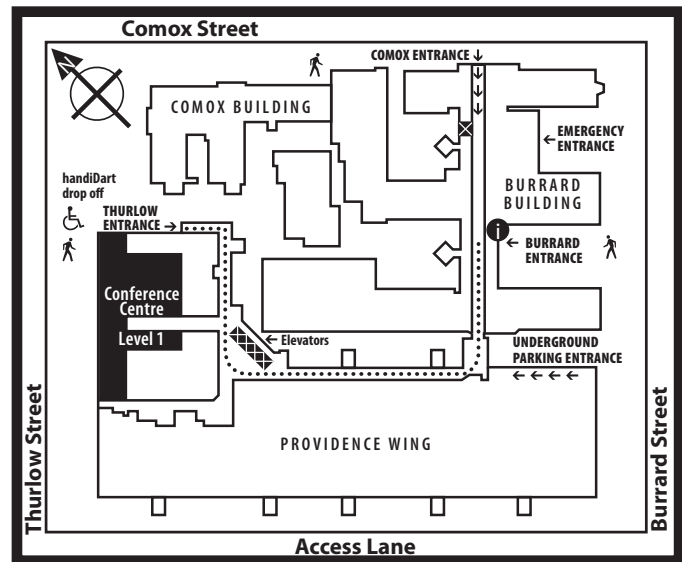 Comox Street
N
COMOX ENTRANCE
COMOX BUILDING
EMERGENCY
ENTRANCE
handiDart
drop off
THURLOW
ENTRANCE
BURRARD
BUILDING
i
BURRARD
ENTRANCE
Conference
Centre
Level 1
Elevators
UNDERGROUND
PARKING ENTRANCE
PROVIDENCE WING
Thurlow Street
Burrard Street
Access Lane